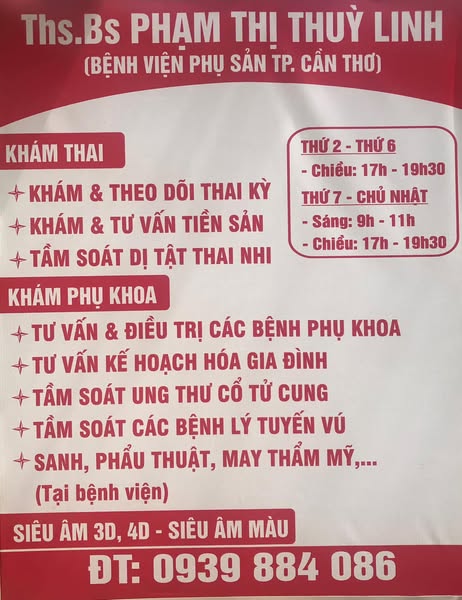 Ths.Bs PHẠM THỊ THUỲ LINH
(BỆNH VIỆN PHỤ SẢN TP. CẦN THƠ)
KHÁM THAI
KHÁM & THEO DÕI THAI KỲ
KHÁM & TƯ VẤN TIỀN SẢN
TẦM SOÁT DỊ TẬT THAI NHI
THỨ 2 - THỨ 6
- Chiều: 17h - 19h30
THỨ 7 - CHỦ NHẬT
- Sáng: 9h - 11h
- Chiều: 17h - 19h30
KHÁM PHỤ KHOA
TƯ VẤN & ĐIỀU TRỊ CÁC BỆNH PHỤ KHOA
TƯ VẤN KẾ HOẠCH HÓA GIA ĐÌNH
TẦM SOÁT UNG THƯ CỔ TỬ CUNG
TẦM SOÁT CÁC BỆNH LÝ TUYẾN VÚ
SANH, PHẨU THUẬT, MAY THẨM MỸ,...
(Tại bệnh viện)
SIÊU ÂM 3D, 4D - SIÊU ÂM MÀU
ĐT: 0939 884 086